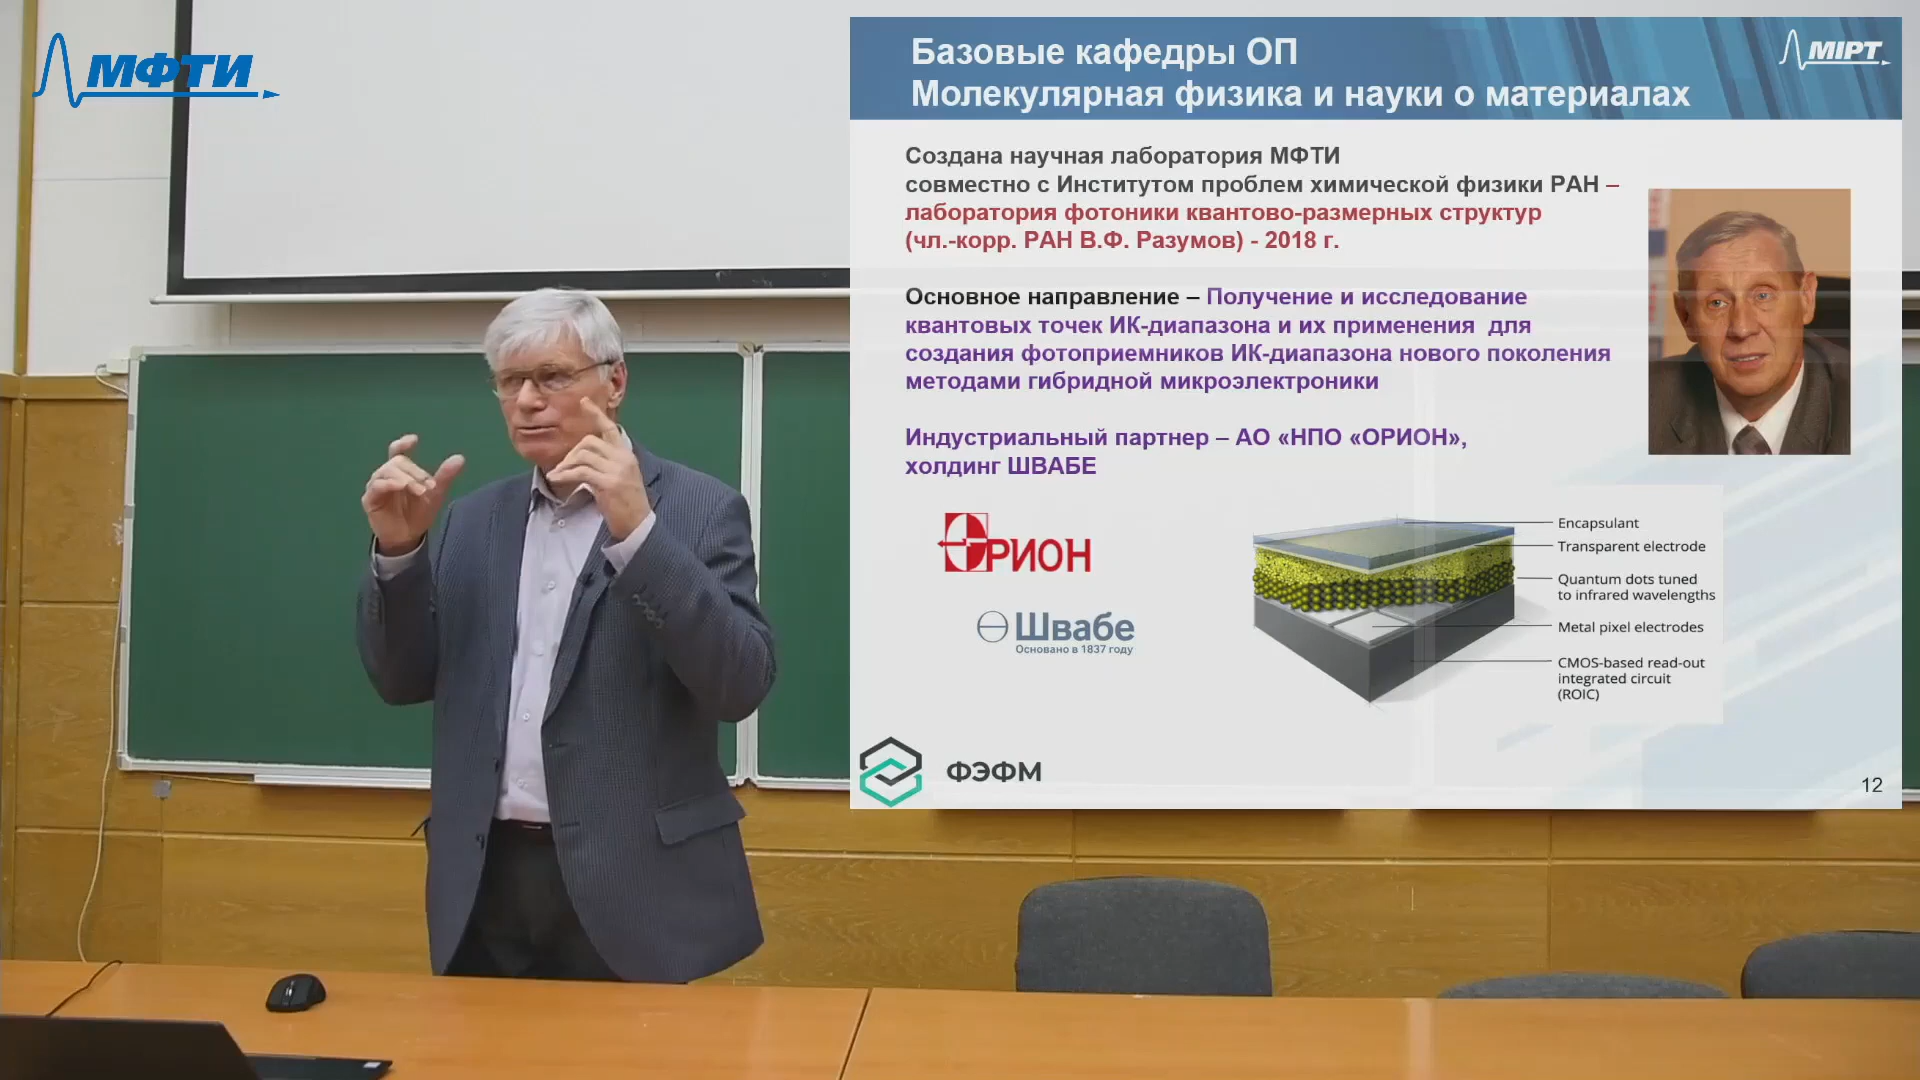 МФТИ
Базовые кафедры ОП
Молекулярная физика и науки о материалах
MIPT
Создана научная лаборатория МФТИ
совместно с Институтом проблем химической физики РАН –
лаборатория фотоники квантово-размерных структур
(чл.-корр. РАН В.Ф. Разумов) - 2018 г.
Основное направление – Получение и исследование
квантовых точек ИК-диапазона и их применения для
создания фотоприемников ИК-диапазона нового поколения
методами гибридной микроэлектроники
Индустриальный партнер – АО «НПО «ОРИОН»,
холдинг ШВАБЕ
ОРИОН
Швабе
Основано в 1837 году
Encapsulant
Transparent electrode
Quantum dots tuned
to infrared wavelengths
Metal pixel electrodes
CMOS-based read-out
integrated circuit
(ROIC)
ФЭФМ
12